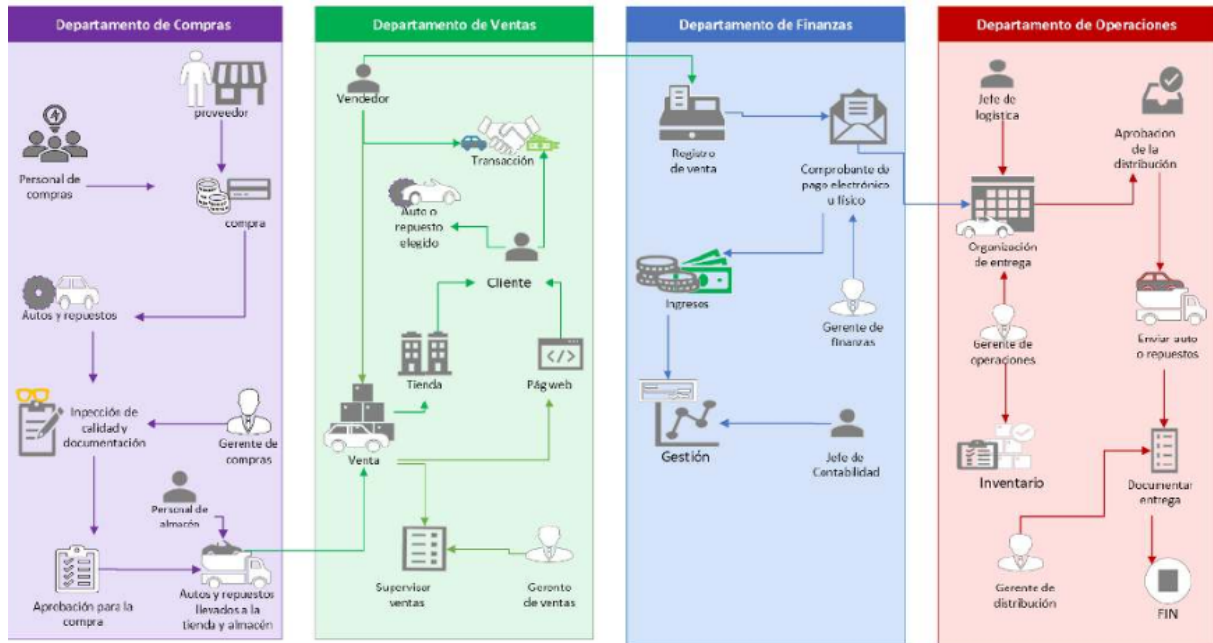 Departamento de Compras
proveedor
Personal de
compras
compra
Autos y repuestos
Inpección de
calidad y
documentación
Gerente de
compras
Personal de
almacén
Aprobación para la
compra
Autos y repuestos
llevados a la
tienda y almacén
Departamento de Ventas
Vendedor
Transacción
Auto o
repuesto
elegido
Cliente
Tienda
Pág web
Venta
Supervisar
ventas
Gerente
de ventas
Departamento de Finanzas
Registro
de venta
Comprobante de
pago electrónico
u físico
Ingresos
Gerente de
finanzas
Gestión
Jefe de
Contabilidad
Departamento de Operaciones
Jefe de
logística
Aprobacion
de la
distribución
Organización
de entrega
Gerente de
operaciones
Enviar auto
o repuestos
Inventario
Documentar
entrega
Gerente de
distribución
FIN